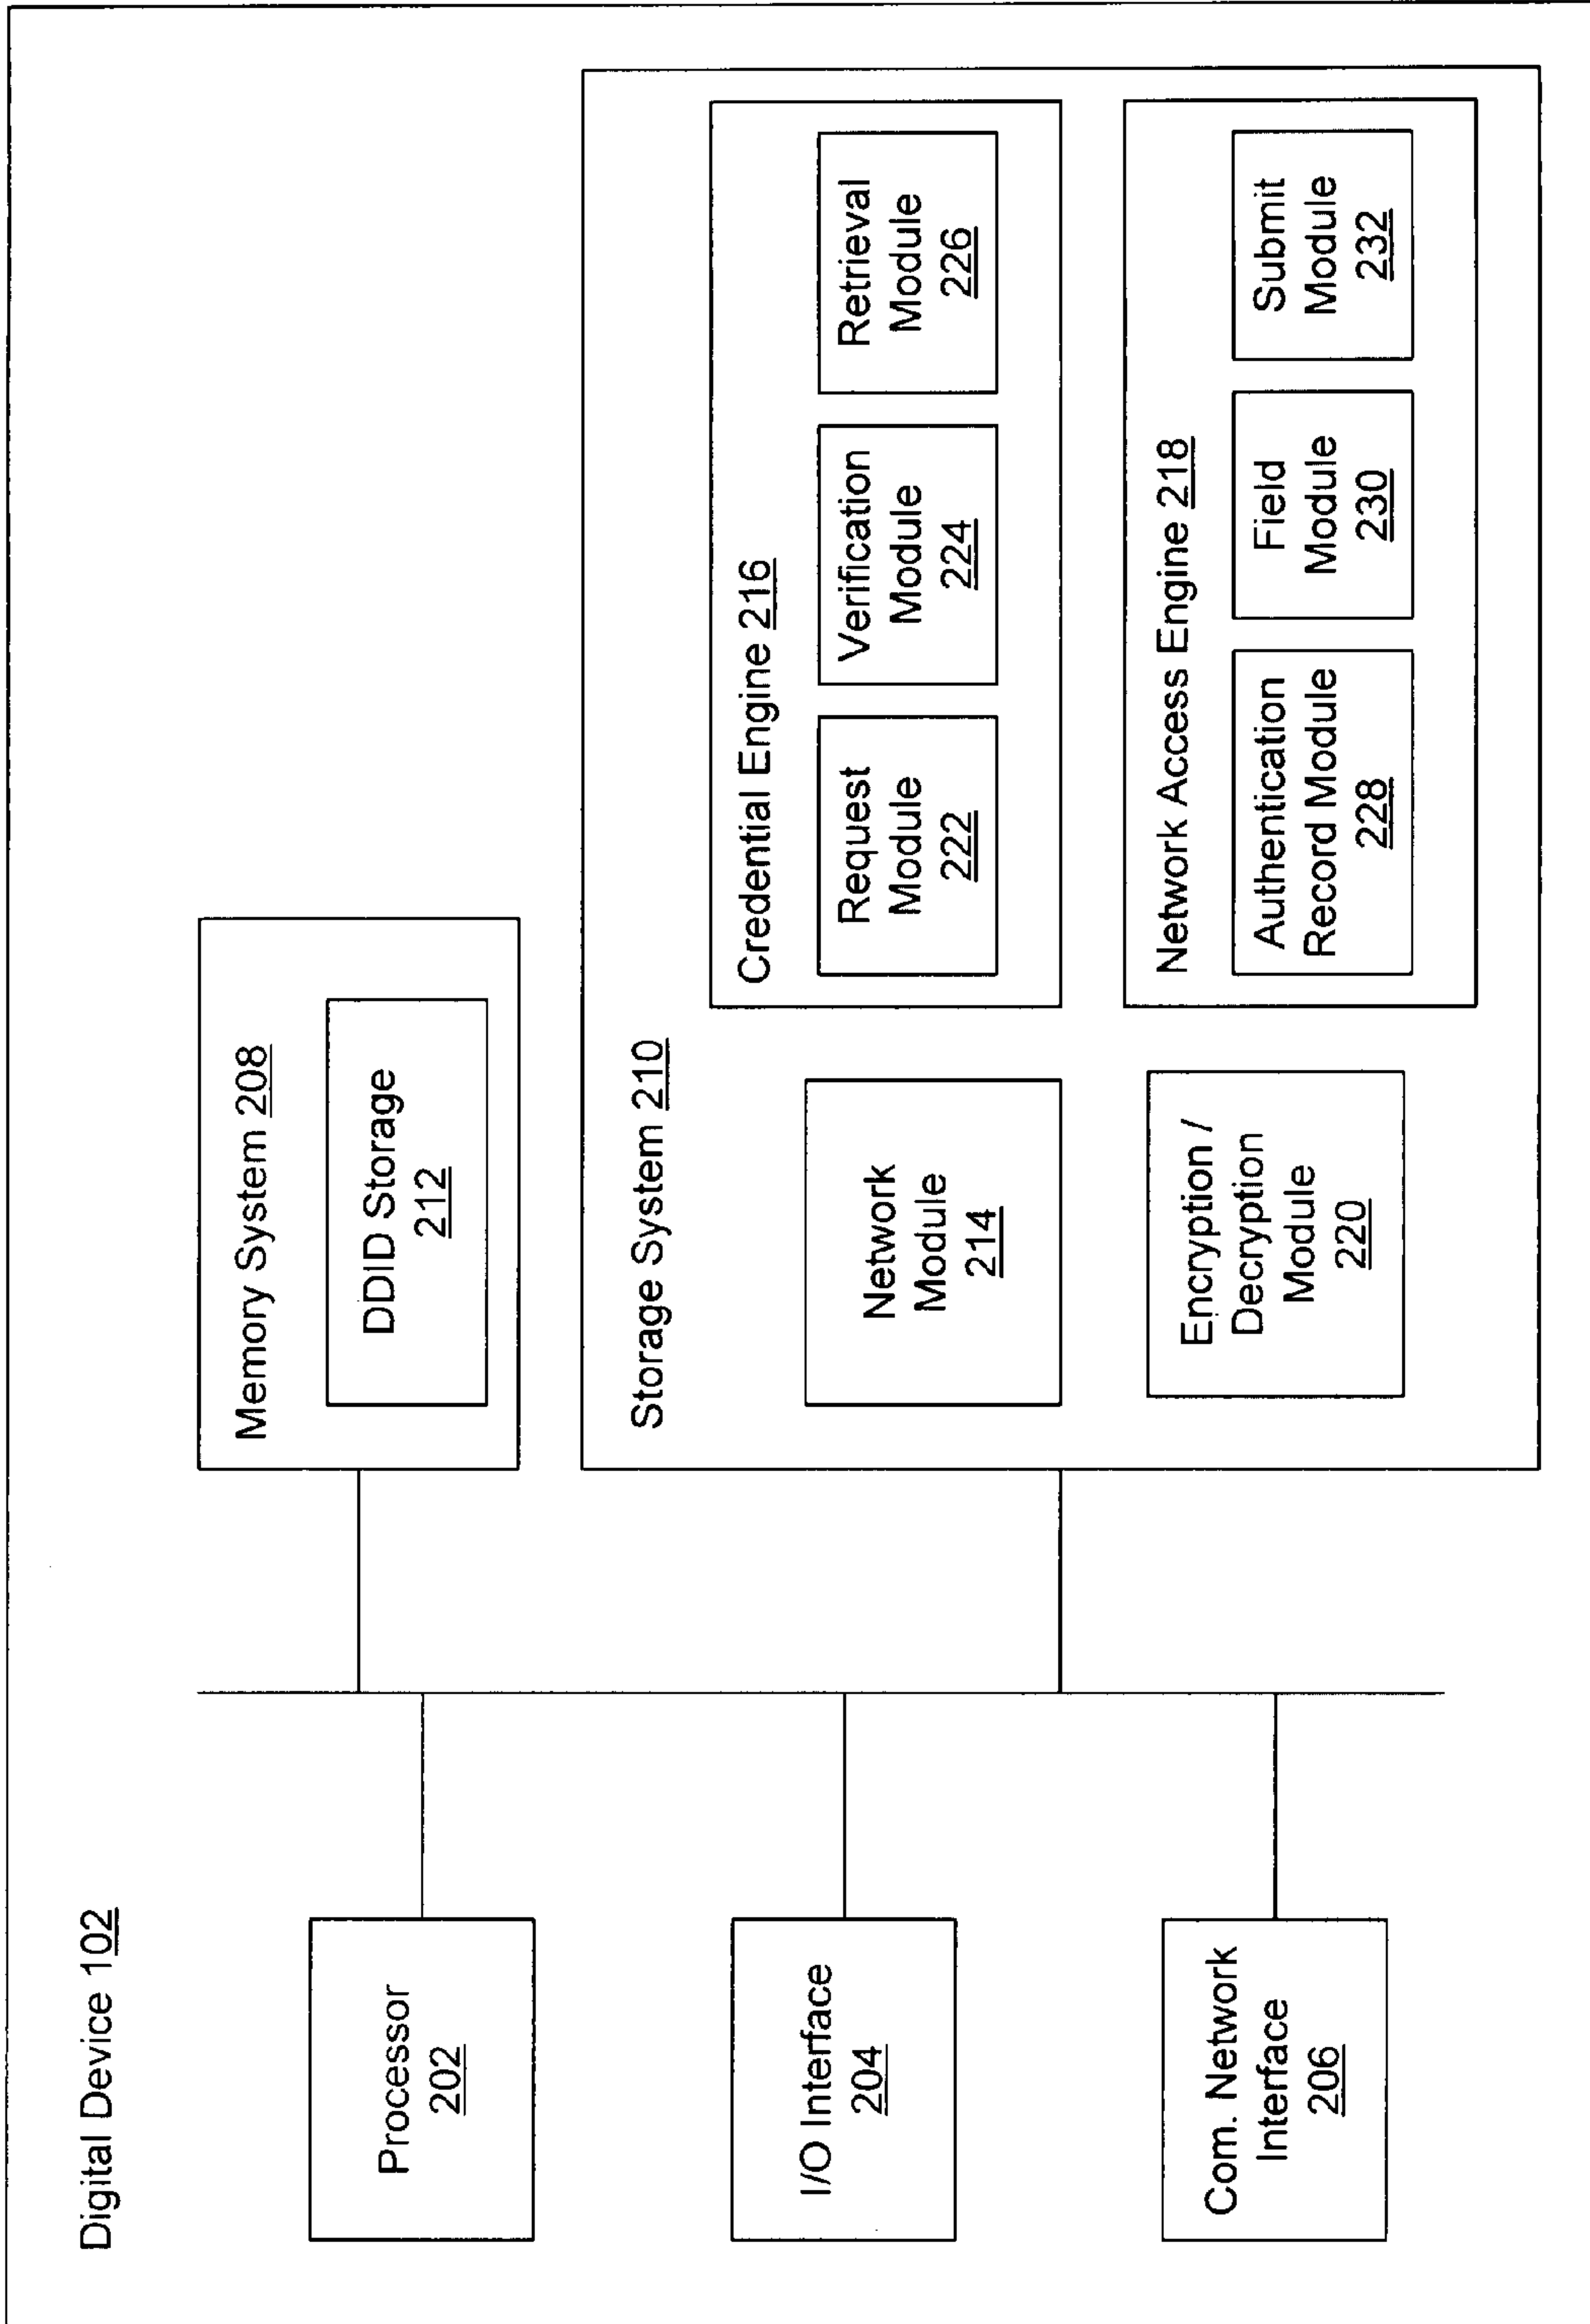 Digital Device 102
Processor
202
I/O Interface
204
Com. Network
Interface
206
Memory System 208
DDID Storage
212
Storage System 210
Network
Module
214
Encryption /
Decryption
Module
220
Credential Engine 216
Request
Module
222
Verification
Module
224
Retrieval
Module
226
Network Access Engine 218
Authentication
Record Module
228
Field
Module
230
Submit
Module
232